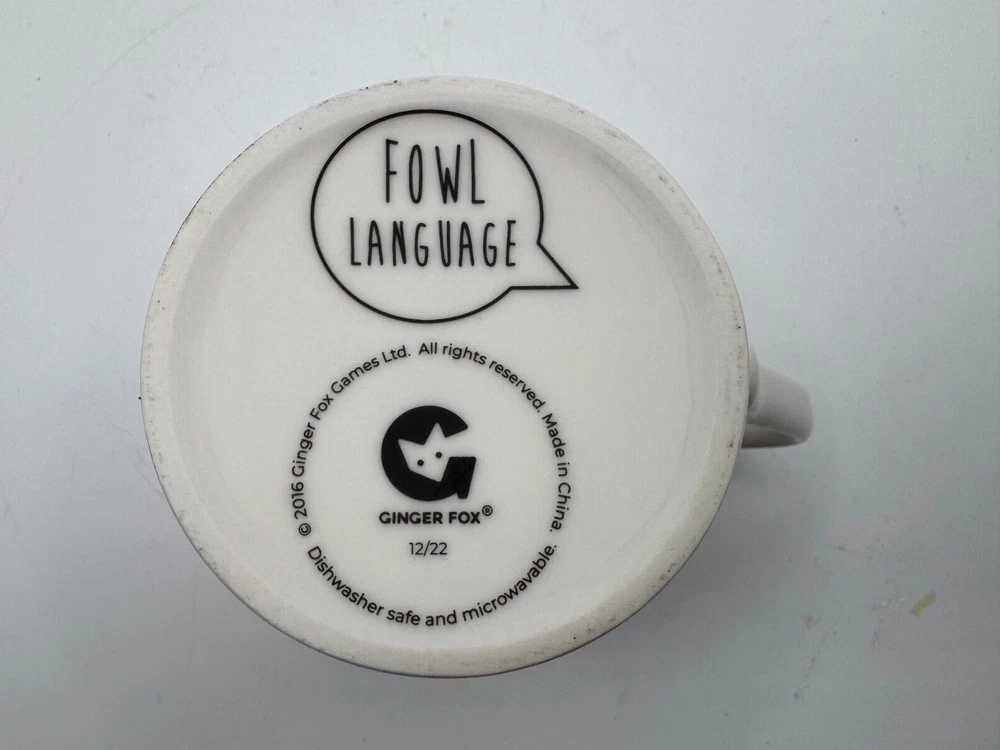 FOWL
LANGUAGE
© 2016 Ginger Fox Games Ltd. All rights reserved. Made in China.
GINGER FOX®
12/22
Dishwasher safe and microwavable.